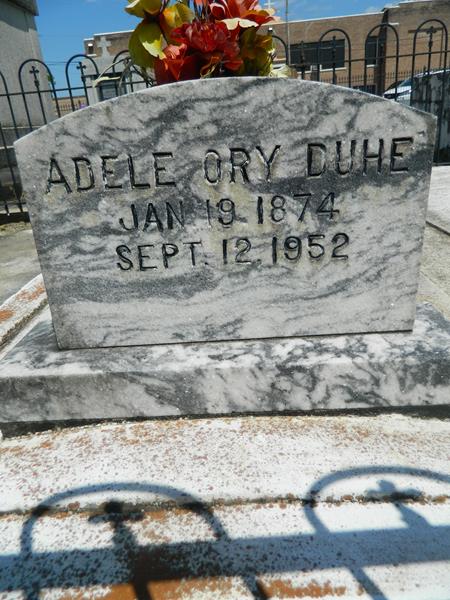 ADELE ORY DUHE
JAN 19 1874
SEPT. 12, 1952